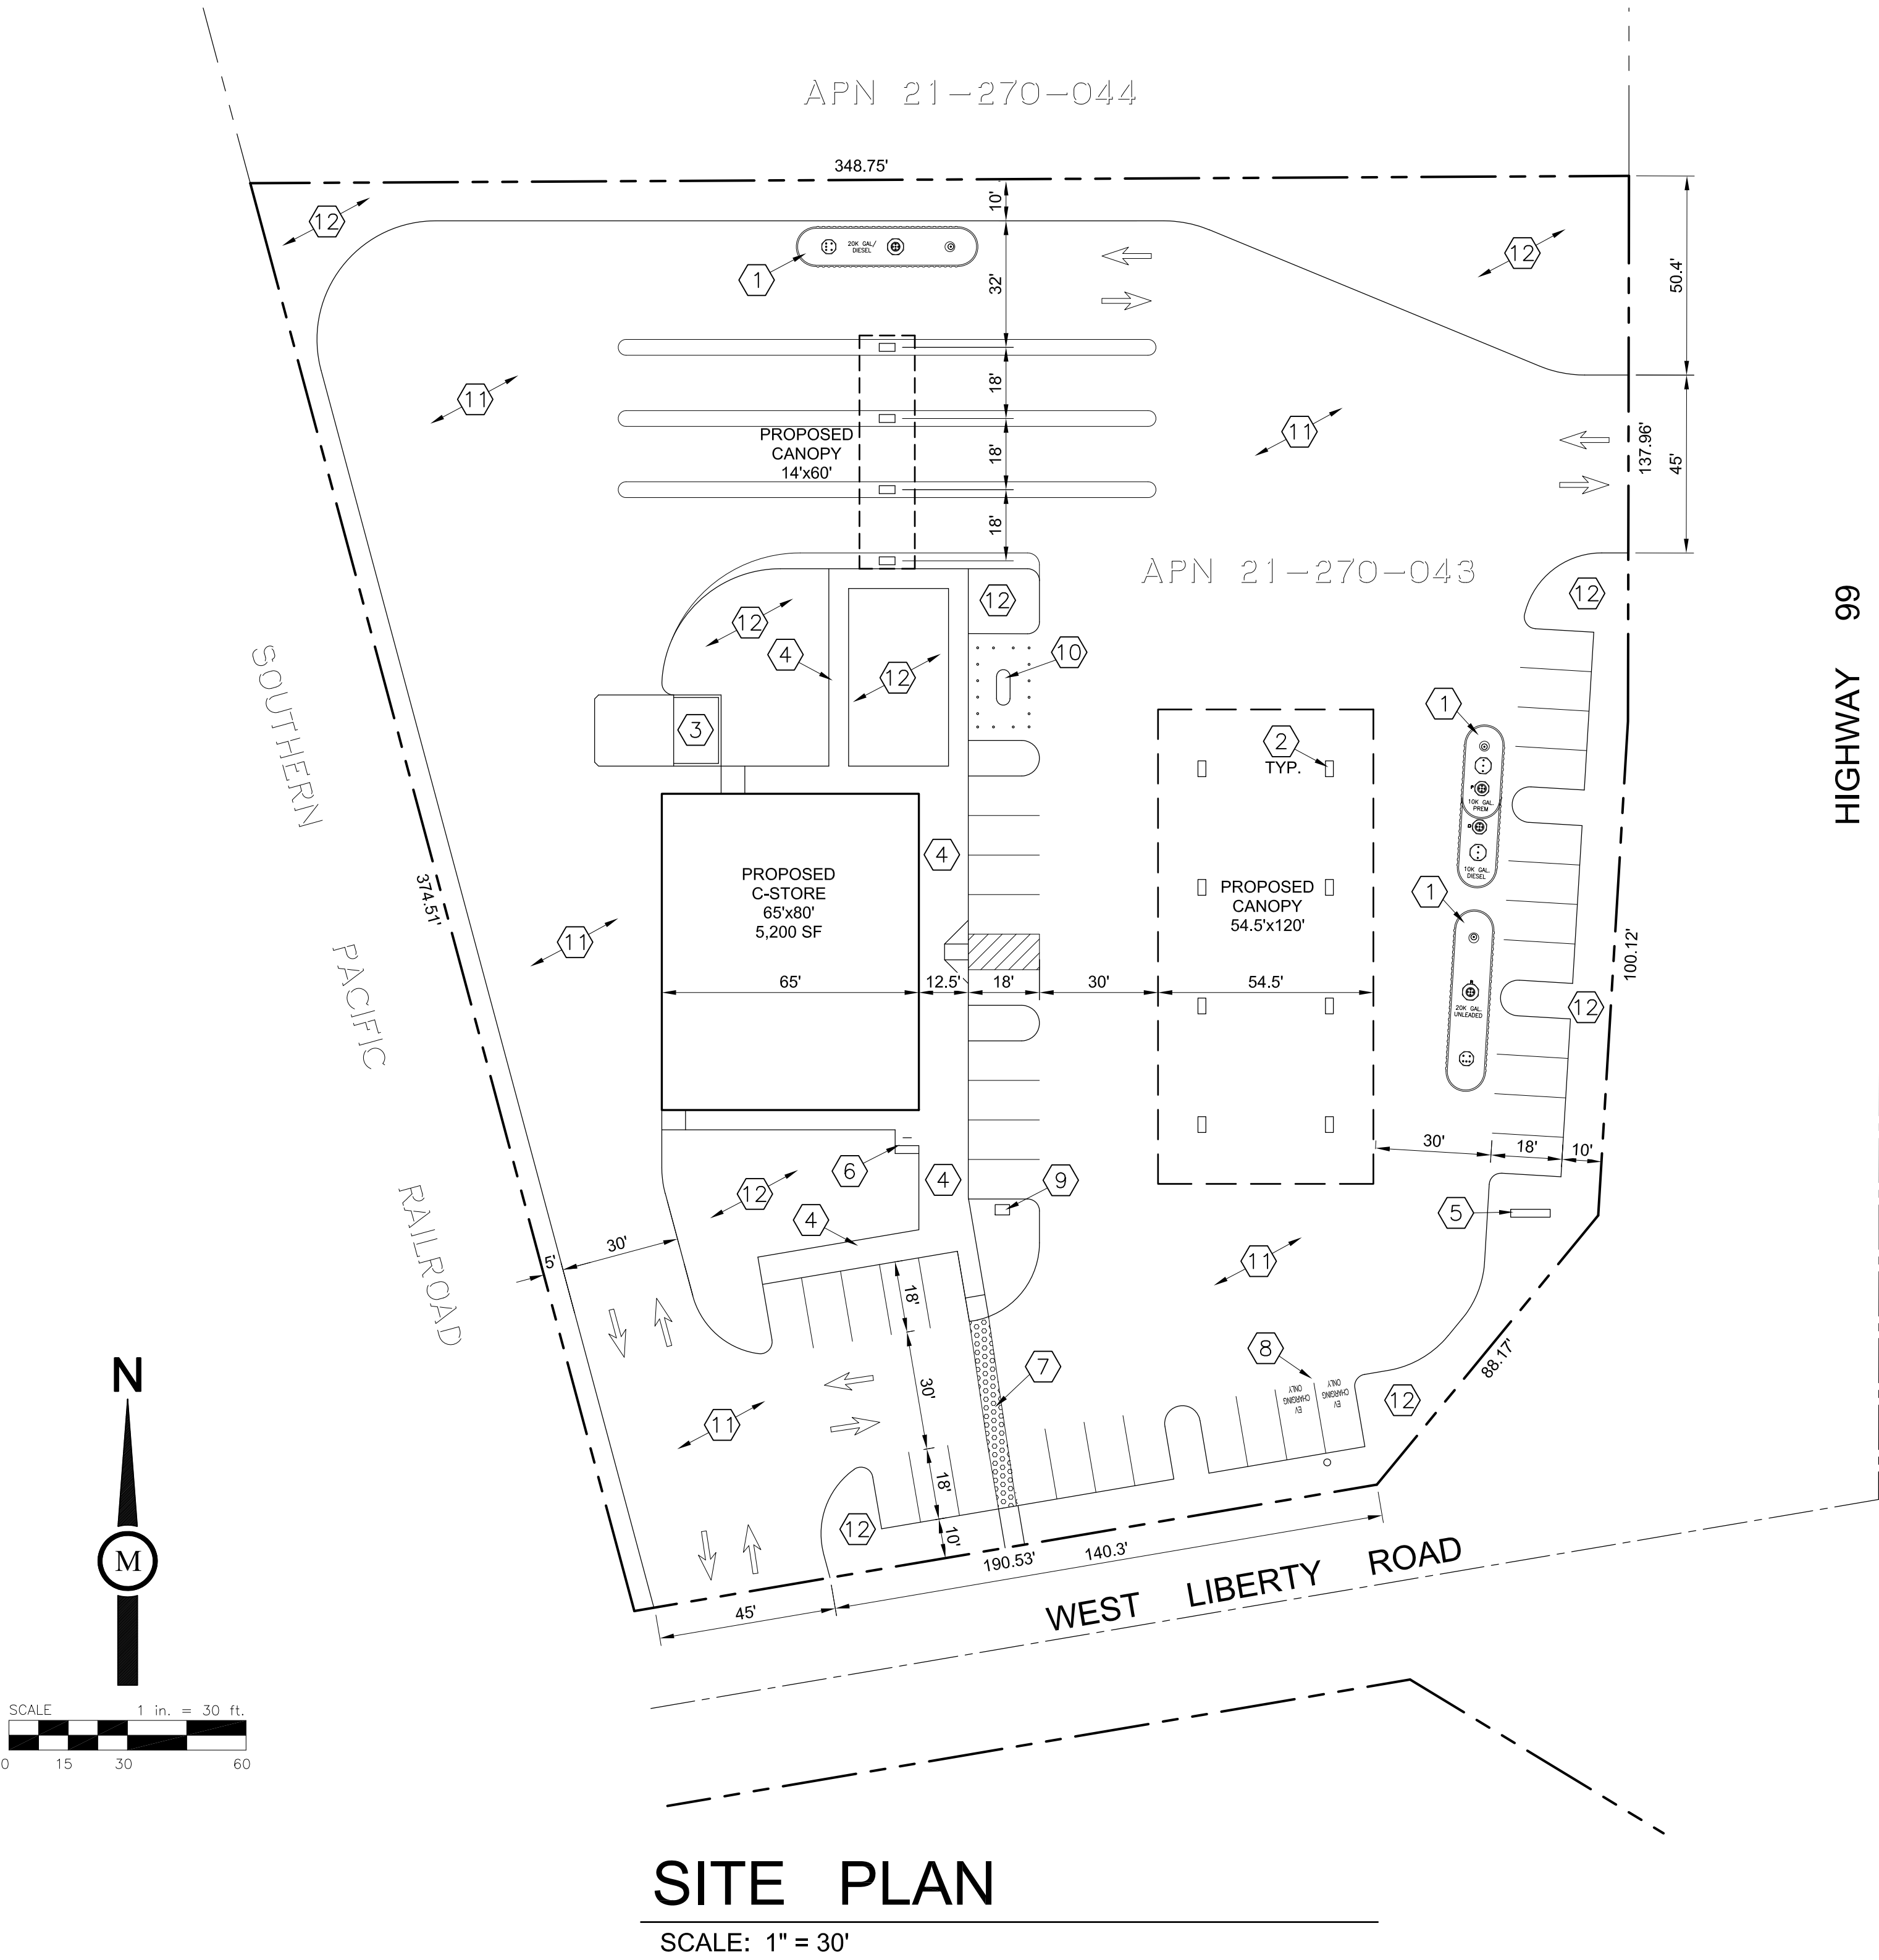 APN 21-270-044
348.75'
10'
12
20K GAL/
DIESEL
1
12
32'
50.4'
18'
11
11
PROPOSED
CANOPY
14'x60'
18'
137.96'
45'
18'
APN 21-270-043
12
12
12
4
12
10
HIGHWAY 99
SOUTHERN PACIFIC RAILROAD
3
1
2
TYP.
10K GAL.
PREM
10K GAL.
DIESEL
4
PROPOSED
C-STORE
65'x80'
5,200 SF
PROPOSED
CANOPY
54.5'x120'
1
374.51'
11
100.12'
65'
12.5'
18'
30'
54.5'
12
20K GAL.
UNLEADED
30'
18'
10'
6
4
9
12
5
4
30'
5'
11
18'
8
7
88.17'
30'
EV
CHARGING
ONLY
EV
CHARGING
ONLY
12
11
18'
12
10'
190.53'
140.3'
45'
WEST LIBERTY ROAD
N
M
SCALE 1 in. = 30 ft.
0 15 30 60
SITE PLAN
SCALE: 1" = 30'